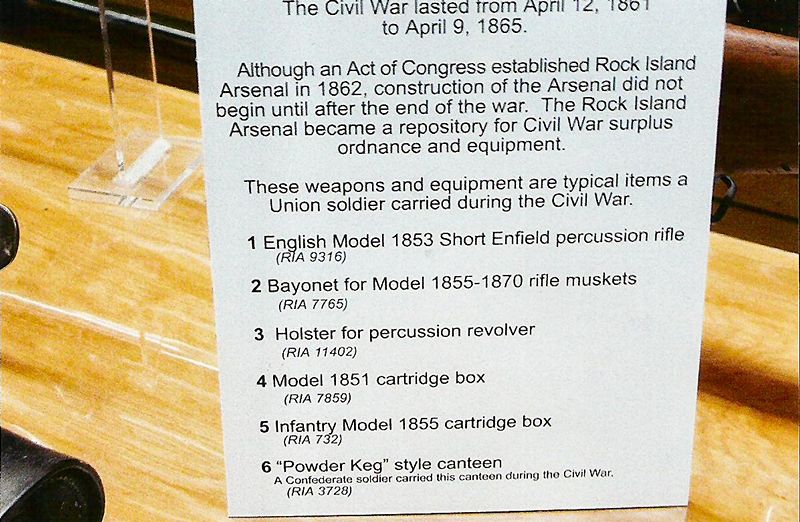 The Civil War lasted from April 12, 1861
to April 9, 1865.
Although an Act of Congress established Rock Island
Arsenal in 1862, construction of the Arsenal did not
begin until after the end of the war. The Rock Island
Arsenal became a repository for Civil War surplus
ordnance and equipment.
These weapons and equipment are typical items a
Union soldier carried during the Civil War.
1 English Model 1853 Short Enfield percussion rifle
(RIA 9316)
2 Bayonet for Model 1855-1870 rifle muskets
(RIA 7765)
3 Holster for percussion revolver
(RIA 11402)
4 Model 1851 cartridge box
(RIA 7859)
5 Infantry Model 1855 cartridge box
(RIA 732)
6 “Powder Keg” style canteen
A Confederate soldier carried this canteen during the Civil War.
(RIA 3728)